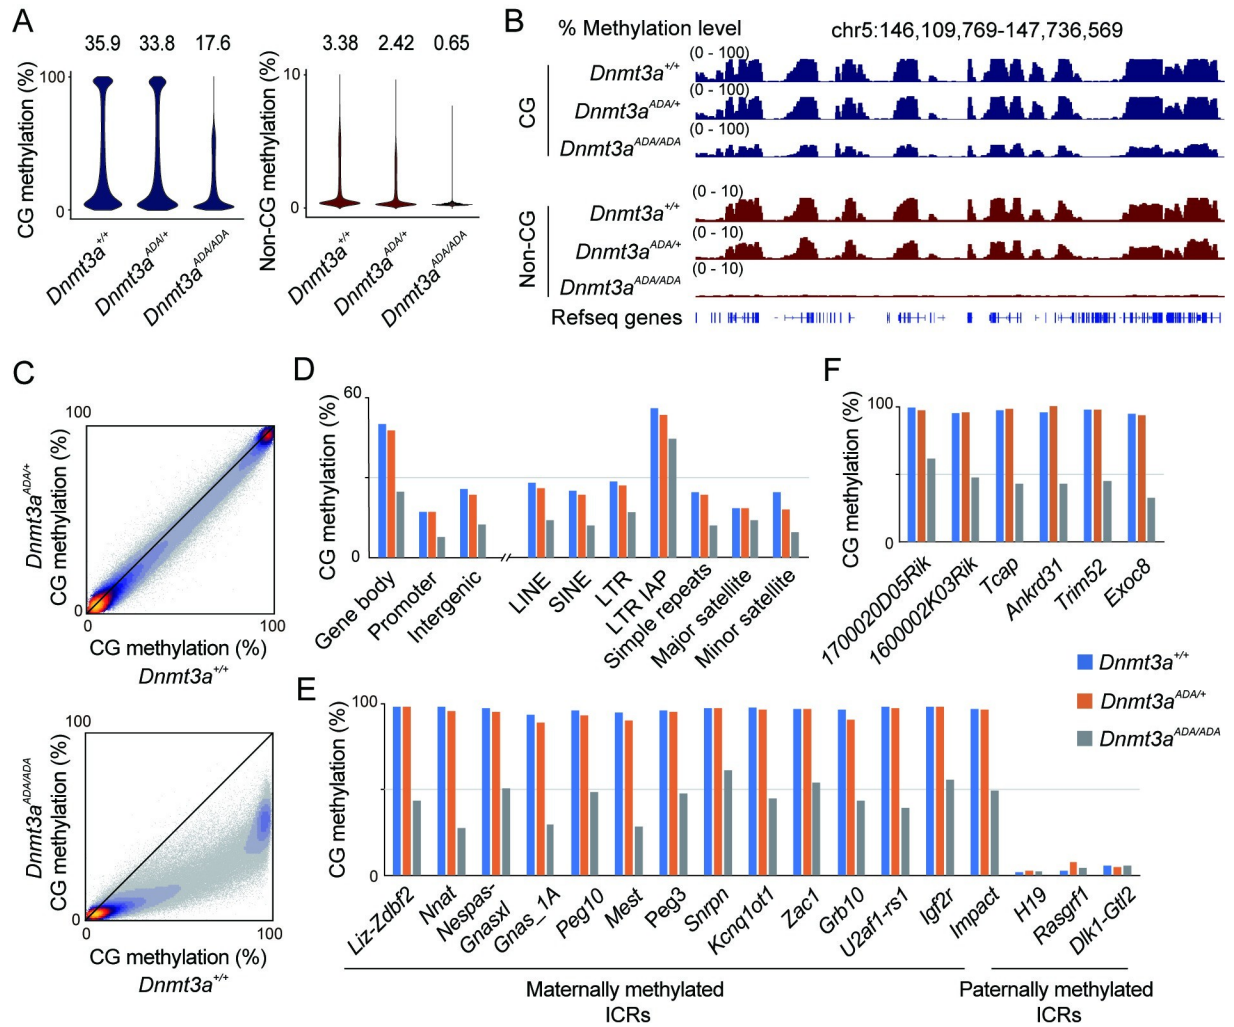 A
35.9 33.8 17.6
CG methylation (%)
100
0
Dnmt3a+/+
Dnmt3aADA/+
Dnmt3aADA/ADA
3.38 2.42 0.65
Non-CG methylation (%)
10
0
Dnmt3a+/+
Dnmt3aADA/+
Dnmt3aADA/ADA
B
% Methylation level
chr5:146,109,769-147,736,569
CG
Dnmt3a+/+
(0 - 100)
Dnmt3aADA/+
(0 - 100)
Dnmt3aADA/ADA
(0 - 100)
Non-CG
Dnmt3a+/+
(0 - 10)
Dnmt3aADA/+
(0 - 10)
Dnmt3aADA/ADA
(0 - 10)
Refseq genes
C
100
Dnmt3aADA/+
CG methylation (%)
0
0 100
CG methylation (%)
Dnmt3a+/+
100
Dnmt3aADA/ADA
CG methylation (%)
0
0 100
CG methylation (%)
Dnmt3a+/+
D
CG methylation (%)
60
0
Gene body
Promoter
Intergenic
LINE
SINE
LTR
LTR IAP
Simple repeats
Major satellite
Minor satellite
F
CG methylation (%)
100
0
1700020D05Rik
1600002K03Rik
Tcap
Ankrd31
Trim52
Exoc8
Dnmt3a+/+
Dnmt3aADA/+
Dnmt3aADA/ADA
E
CG methylation (%)
100
0
Liz-Zdbf2
Nnat
Nespas-
Gnasxl
Gnas_1A
Peg10
Mest
Peg3
Snrpn
Kcnq1ot1
Zac1
Grb10
U2af1-rs1
Igf2r
Impact
H19
Rasgrf1
Dlk1-Gtl2
Maternally methylated
ICRs
Paternally methylated
ICRs